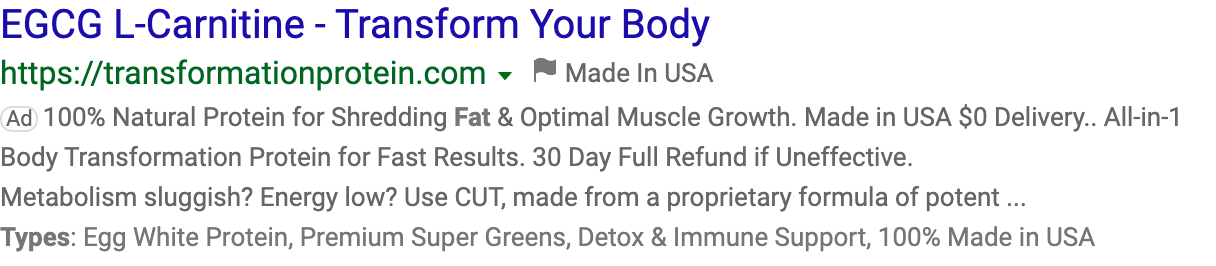 EGCG L-Carnitine - Transform Your Body
https://transformationprotein.com Made In USA
Ad 100% Natural Protein for Shredding Fat & Optimal Muscle Growth. Made in USA $0 Delivery.. All-in-1
Body Transformation Protein for Fast Results. 30 Day Full Refund if Uneffective.
Metabolism sluggish? Energy low? Use CUT, made from a proprietary formula of potent ...
Types: Egg White Protein, Premium Super Greens, Detox & Immune Support, 100% Made in USA